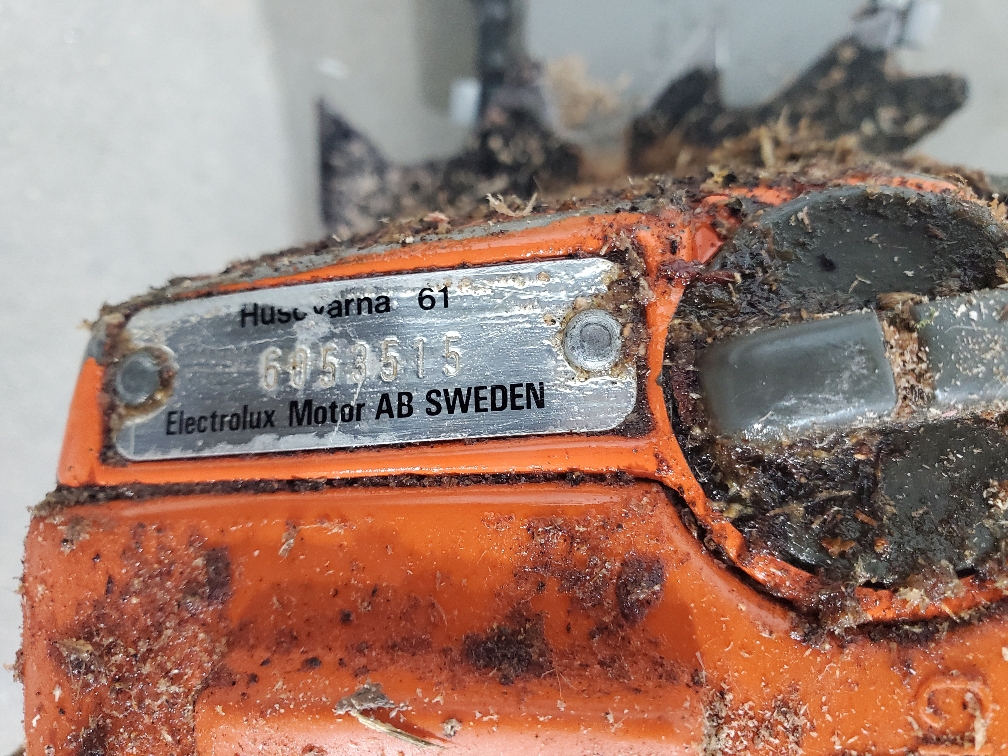 Husqvarna 61
6053515
Electrolux Motor AB SWEDEN